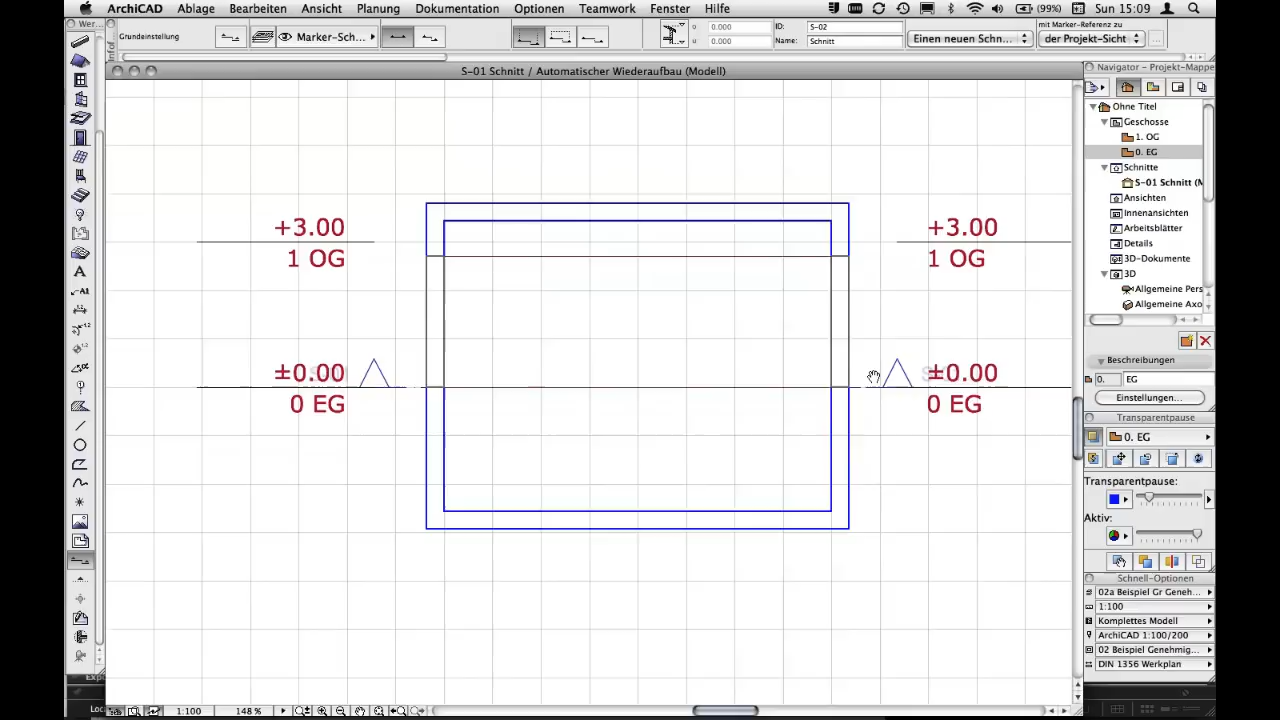 ArchiCAD Ablage Bearbeiten Ansicht Planung Dokumentation Optionen Teamwork Fenster Hilfe (99%) Sun 15:09
Wer...
Grundeinstellung
Marker-Sch...
0.000
0.000
ID: S-02
Name: Schnitt
Einen neuen Schn...
mit Marker-Referenz zu
der Projekt-Sicht
S-01 Schnitt / Automatischer Wiederaufbau (Modell)
Navigator - Projekt-Mappe
Ohne Titel
Geschosse
1. OG
0. EG
Schnitte
S-01 Schnitt (M
Ansichten
Innenansichten
Arbeitsblätter
Details
3D-Dokumente
3D
Allgemeine Pers
Allgemeine Axo
Beschreibungen
0. EG
Einstellungen...
Transparentpause
0. EG
Transparentpause:
Aktiv:
Schnell-Optionen
02a Beispiel Gr Geneh...
1:100
Komplettes Modell
ArchiCAD 1:100/200
02 Beispiel Genehmig...
DIN 1356 Werkplan
+3.00
1 OG
+3.00
1 OG
±0.00
0 EG
±0.00
0 EG
1:100 148 %